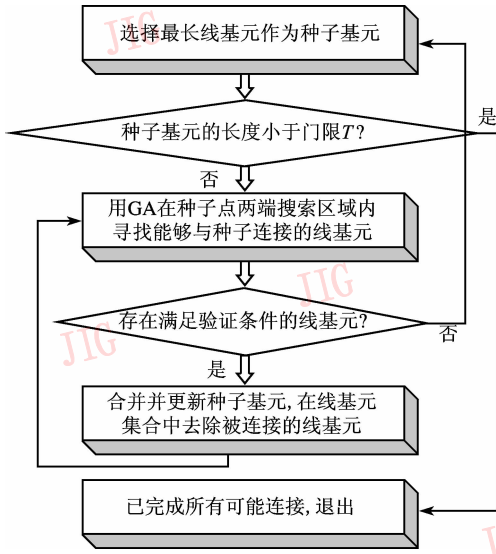 选择最长线基元作为种子基元
种子基元的长度小于门限T?
是
否
用GA在种子点两端搜索区域内
寻找能够与种子连接的线基元
存在满足验证条件的线基元?
否
是
合并并更新种子基元,在线基元
集合中去除被连接的线基元
已完成所有可能连接,退出
JIG
JIG
JIG